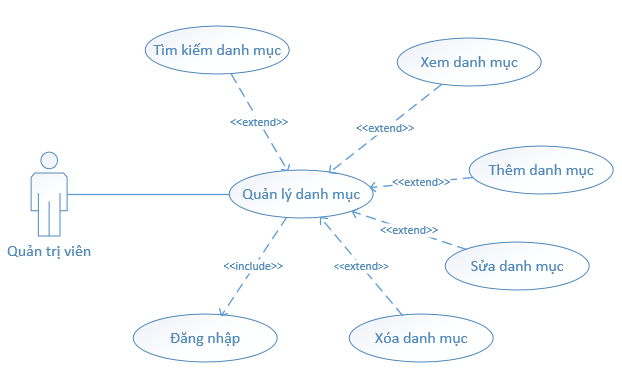 Tìm kiếm danh mục
Xem danh mục
<<extend>>
<<extend>>
Thêm danh mục
<<extend>>
Quản lý danh mục
<<extend>>
Quản trị viên
<<include>>
<<extend>>
Sửa danh mục
Đăng nhập
Xóa danh mục